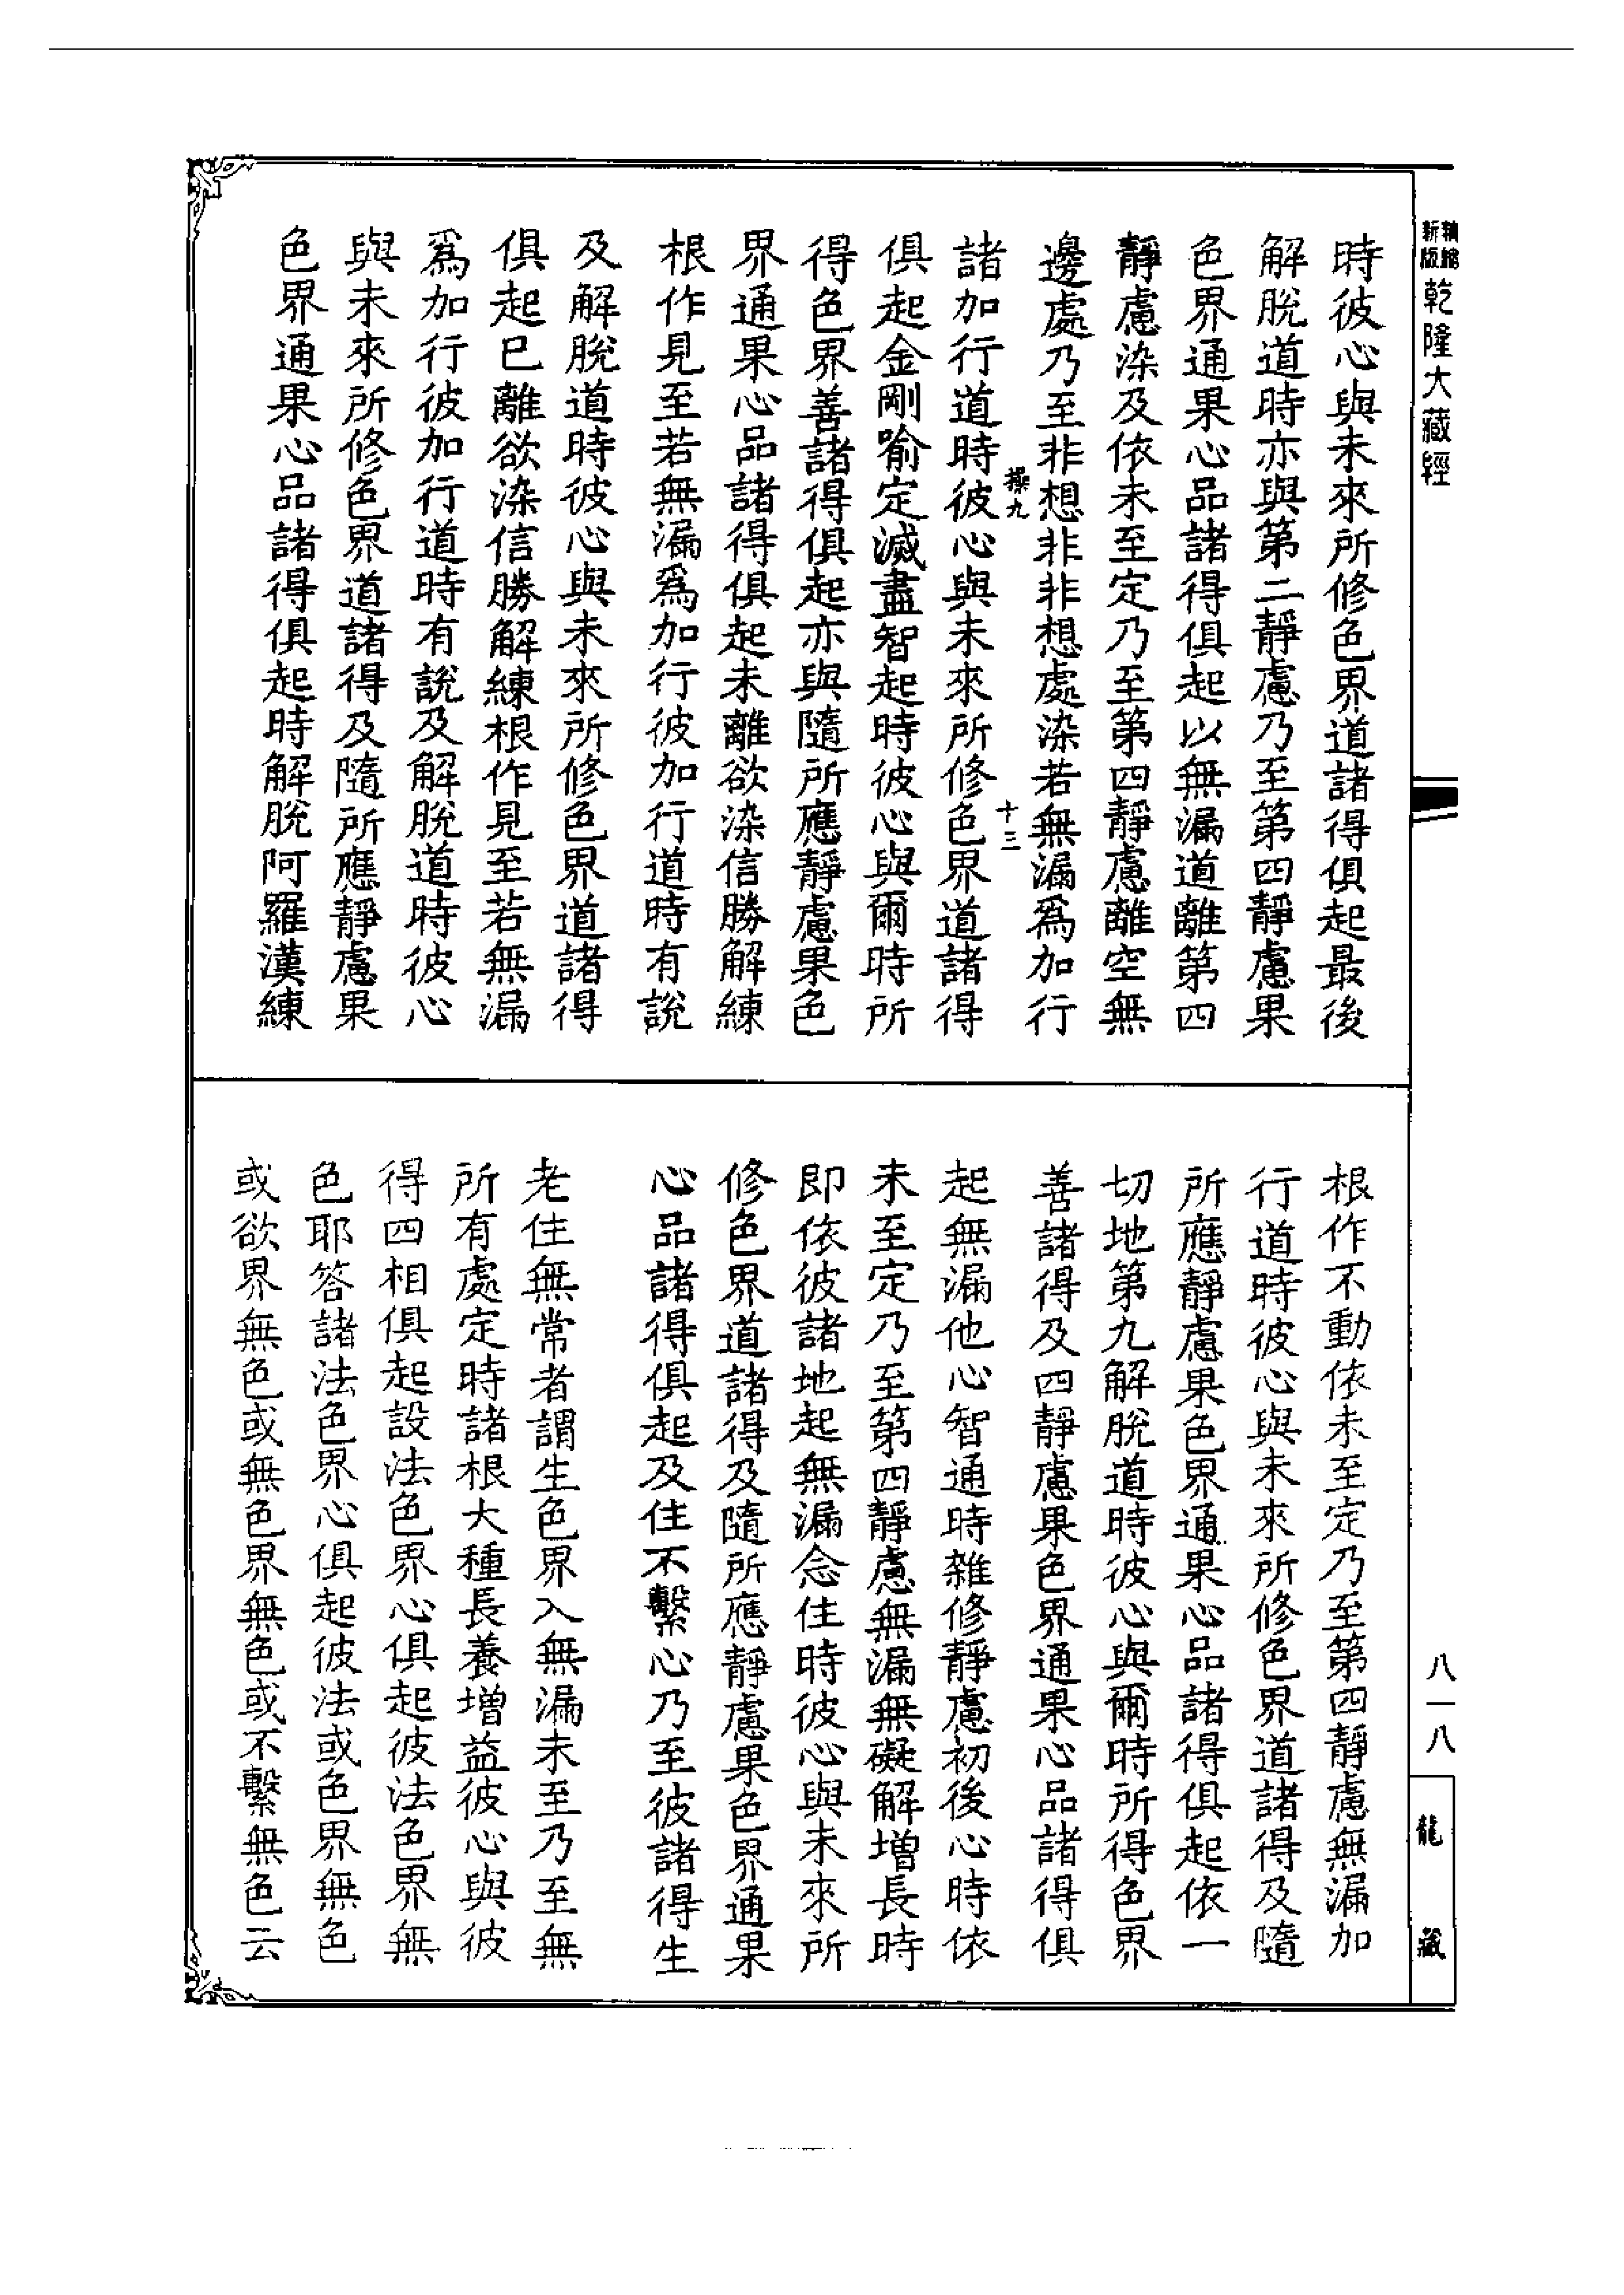 新版 乾隆大藏經
時彼心與未來所修色界道諸得俱起最後
解脫道時亦與第二靜慮乃至第四靜慮果
色界通果心品諸得俱起以無漏道離第四
靜慮染及依未至定乃至第四靜慮離空無
邊處乃至非想非非想處染若無漏爲加行
十三
諸加行道時彼心與未來所修色界道諸得
俱起金剛喻定滅盡智起時彼心與爾時所
得色界善諸得俱起亦與隨所應靜慮果色
界通果心品諸得俱起未離欲染信勝解練
根作見至若無漏爲加行彼加行道時有說
及解脫道時彼心與未來所修色界道諸得
俱起已離欲染信勝解練根作見至若無漏
爲加行彼加行道時有說及解脫道時彼心
與未來所修色界道諸得及隨所應靜慮果
色界通果心品諸得俱起時解脫阿羅漢練
根作不動依未至定乃至第四靜慮無漏加
行道時彼心與未來所修色界道諸得及隨
所應靜慮果色界通果心品諸得俱起依一
切地第九解脫道時彼心與爾時所得色界
善諸得及四靜慮果色界通果心品諸得俱
起無漏他心智通時雜修靜慮初後心時依
未至定乃至第四靜慮無漏無礙解增長時
即依彼諸地起無漏念住時彼心與未來所
修色界道諸得及隨所應靜慮果色界通果
心品諸得俱起及住不繫心乃至彼諸得生
老住無常者謂生色界入無漏未至乃至無
所有處定時諸根大種長養增益彼心與彼
得四相俱起設法色界心俱起彼法色界無
色耶答諸法色界心俱起彼法或色界無色
或欲界無色或無色界無色或不繫無色云
八一八
龍藏